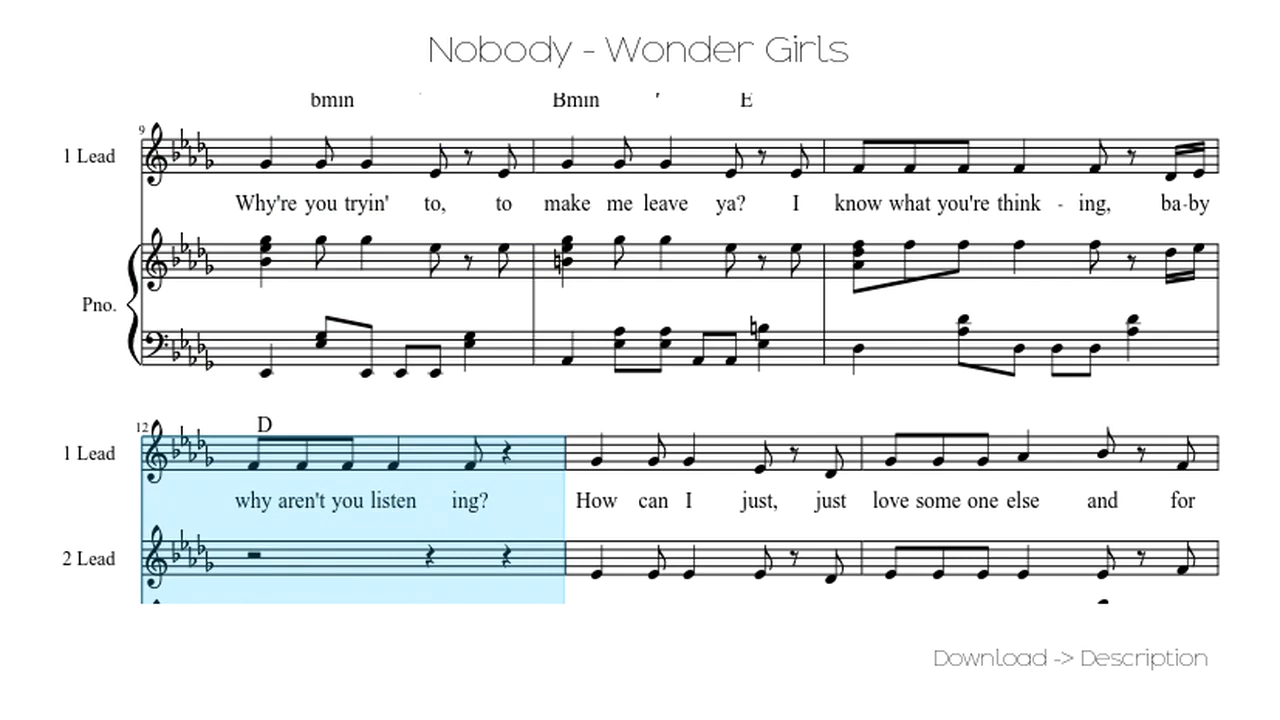 Nobody - Wonder Girls
bmin Bmin ' E
9
1 Lead
Why're you tryin' to, to make me leave ya? I know what you're think - ing, ba-by
Pno.
12 D
1 Lead
why aren't you listen ing? How can I just, just love some one else and for
2 Lead
Download -> Description